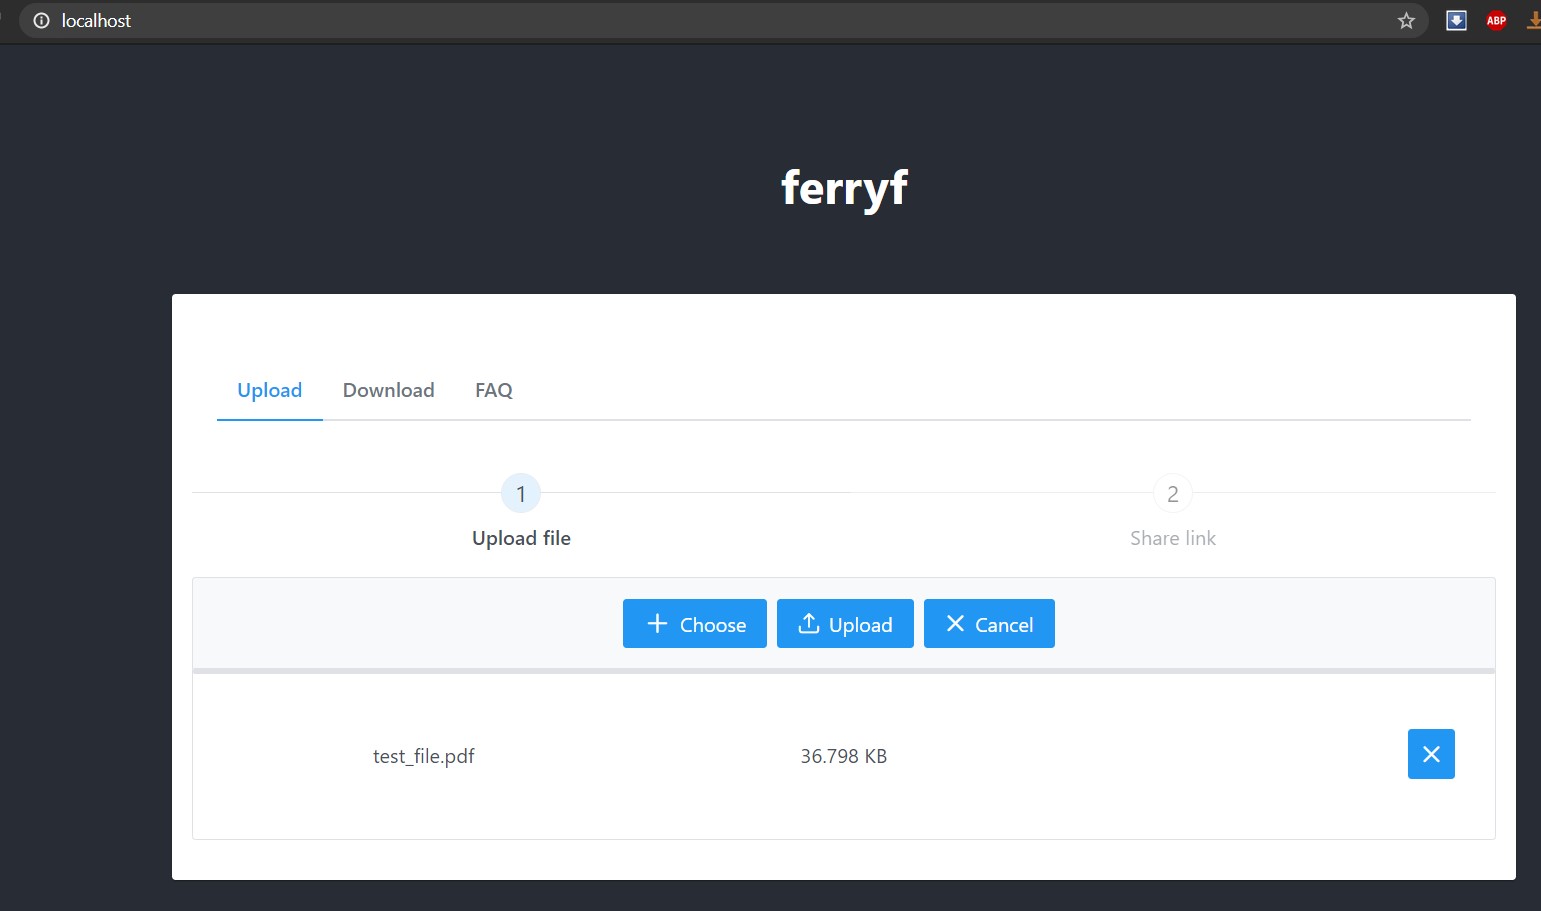 localhost
ABP
ferryf
Upload Download FAQ
1 2
Upload file Share link
Choose Upload Cancel
test_file.pdf 36.798 KB